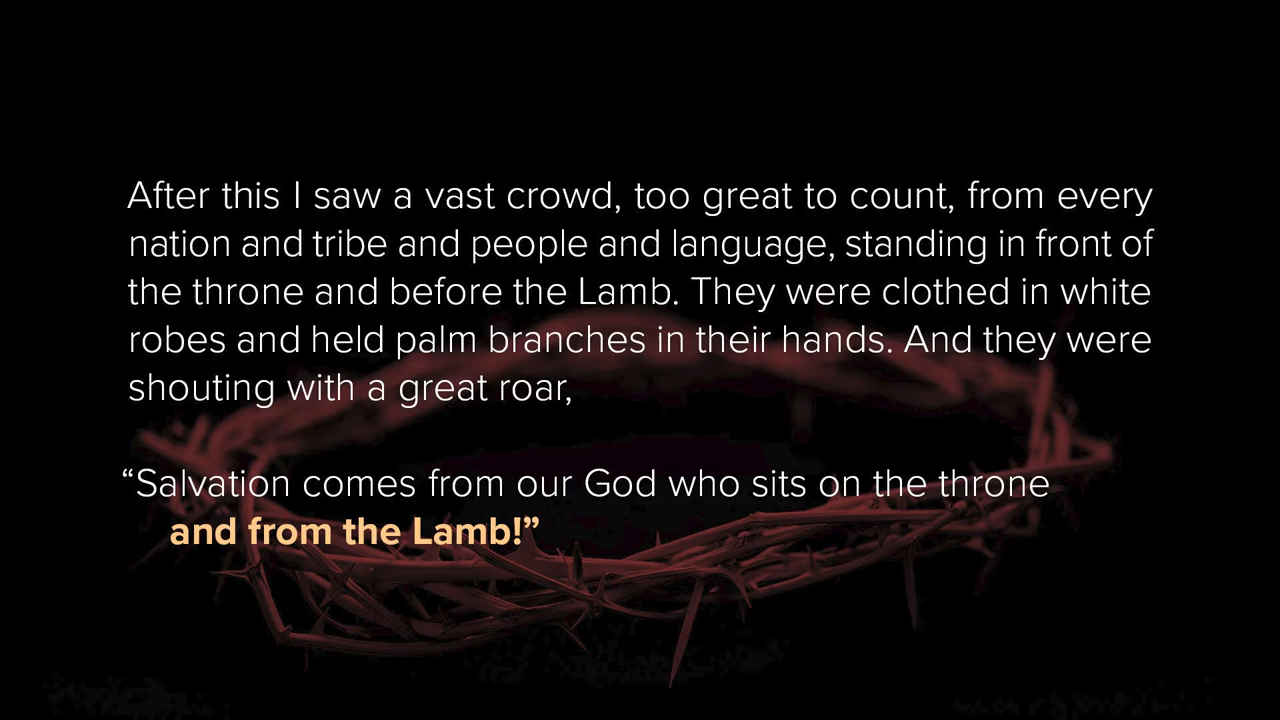 After this I saw a vast crowd, too great to count, from every
nation and tribe and people and language, standing in front of
the throne and before the Lamb. They were clothed in white
robes and held palm branches in their hands. And they were
shouting with a great roar,
“Salvation comes from our God who sits on the throne
and from the Lamb!”